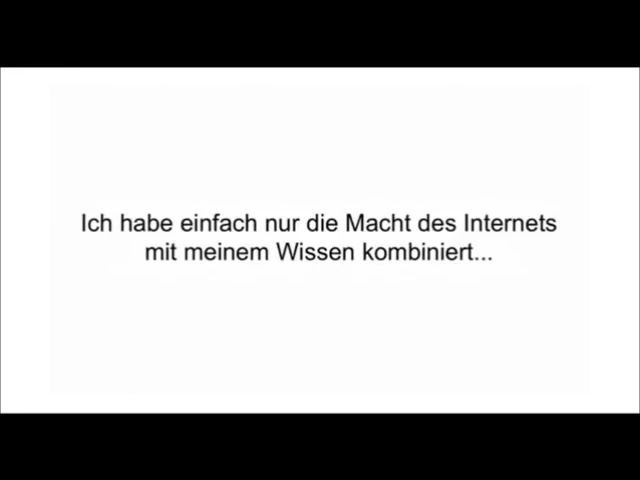 Ich habe einfach nur die Macht des Internets
mit meinem Wissen kombiniert...